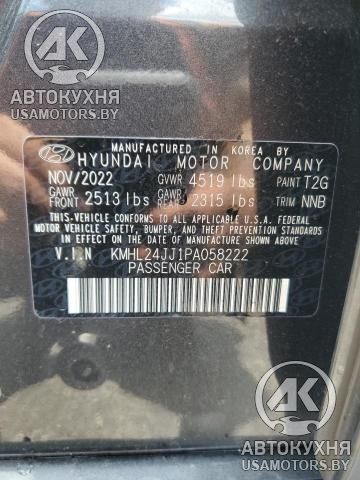 АК
АВТОКУХНЯ
USAMOTORS.BY
MANUFACTURED IN KOREA BY
HYUNDAI MOTOR COMPANY
NOV/2022 GVWR 4519 lbs PAINT T2G
GAWR FRONT 2513 lbs GAWR REAR 2315 lbs TRIM NNB
THIS VEHICLE CONFORMS TO ALL APPLICABLE U.S.A. FEDERAL
MOTOR VEHICLE SAFETY, BUMPER, AND THEFT PREVENTION
STANDARDS IN EFFECT ON THE DATE OF MANUFACTURE SHOWN ABOVE.
V.I.N KMHL24JJ1PA058222
PASSENGER CAR
АК
АВТОКУХНЯ
USAMOTORS.BY